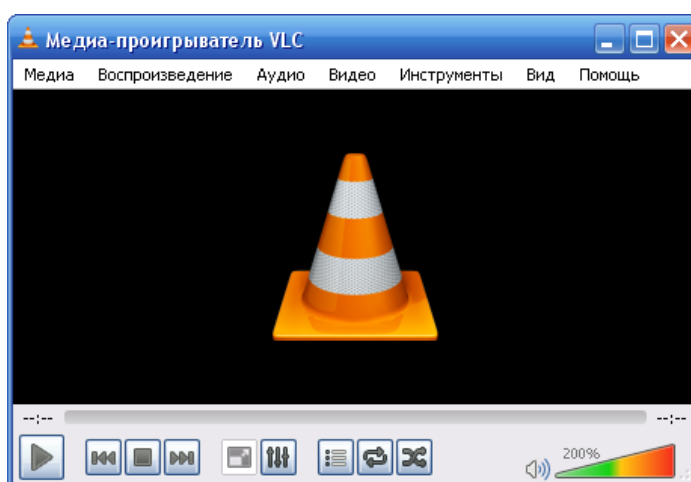 Медиа-проигрыватель VLC
Медиа Воспроизведение Аудио Видео Инструменты Вид Помощь
--:-- --:--
200%